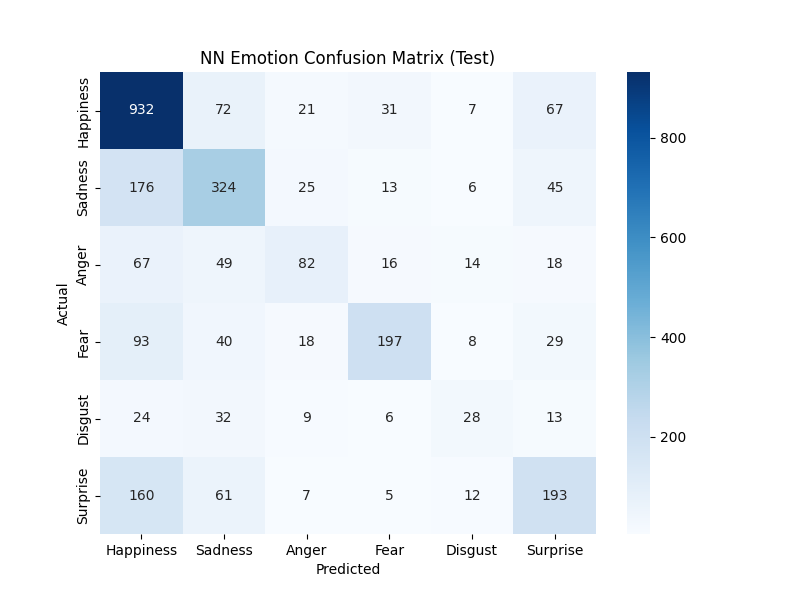 NN Emotion Confusion Matrix (Test)
Actual
Happiness 932 72 21 31 7 67
Sadness 176 324 25 13 6 45
Anger 67 49 82 16 14 18
Fear 93 40 18 197 8 29
Disgust 24 32 9 6 28 13
Surprise 160 61 7 5 12 193
Happiness Sadness Anger Fear Disgust Surprise
Predicted
800
600
400
200